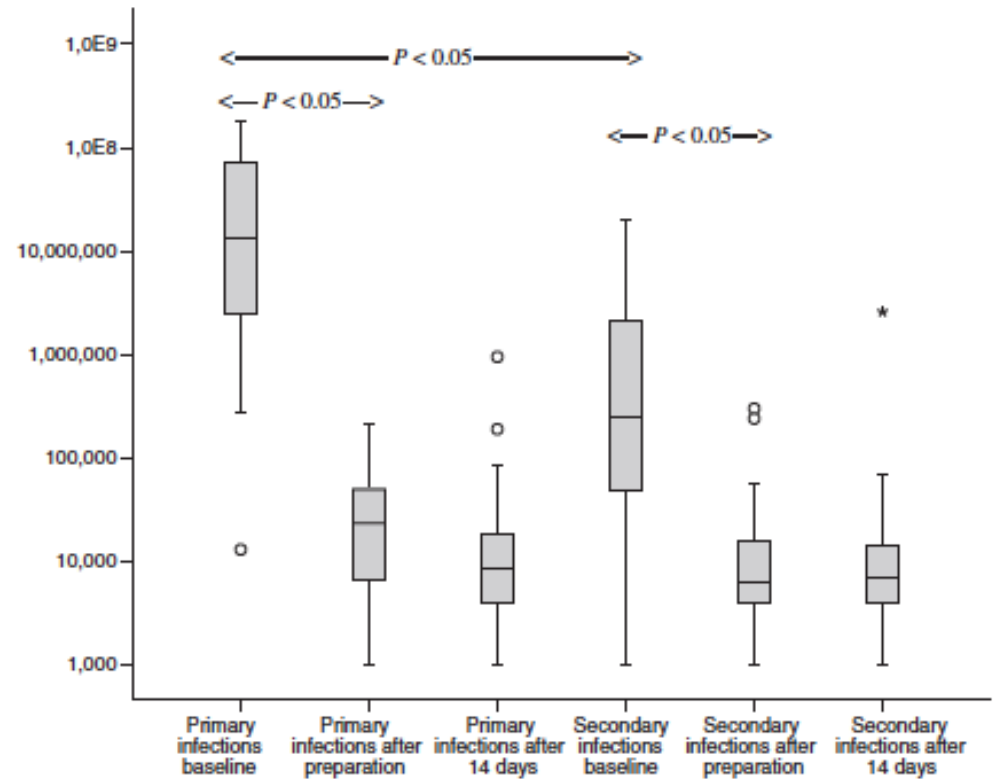 1,0E9
P < 0.05
P < 0.05
1,0E8
P < 0.05
10,000,000
1,000,000
100,000
10,000
1,000
Primary
infections
baseline
Primary
infections after
preparation
Primary
infections after
14 days
Secondary
infections
baseline
Secondary
infections after
preparation
Secondary
infections after
14 days